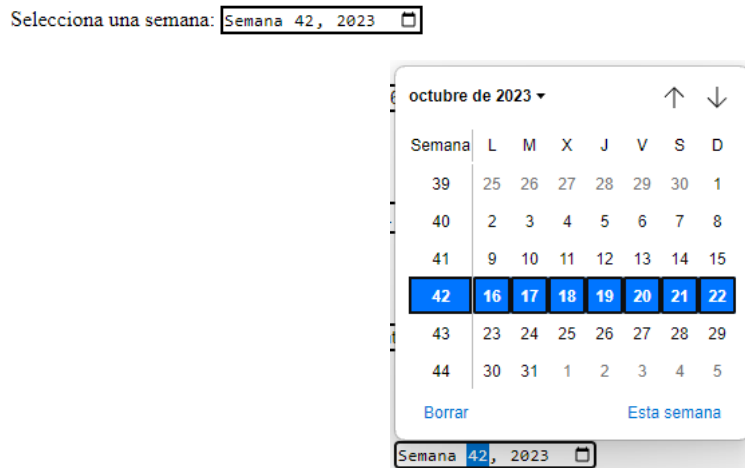 Selecciona una semana: Semana 42, 2023
octubre de 2023
Semana L M X J V S D
39 25 26 27 28 29 30 1
40 2 3 4 5 6 7 8
41 9 10 11 12 13 14 15
42 16 17 18 19 20 21 22
43 23 24 25 26 27 28 29
44 30 31 1 2 3 4 5
Borrar Esta semana
Semana 42, 2023